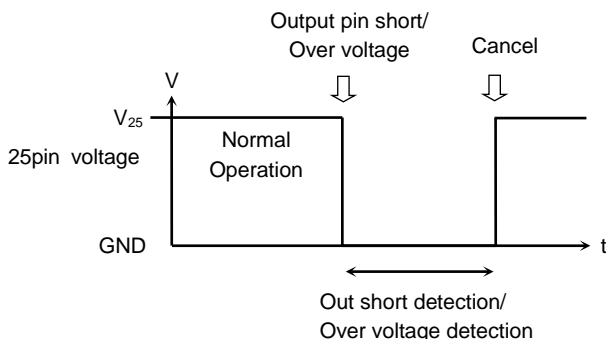 Output pin short/
Over voltage
Cancel
V
V25
25pin voltage
Normal
Operation
GND
t
Out short detection/
Over voltage detection